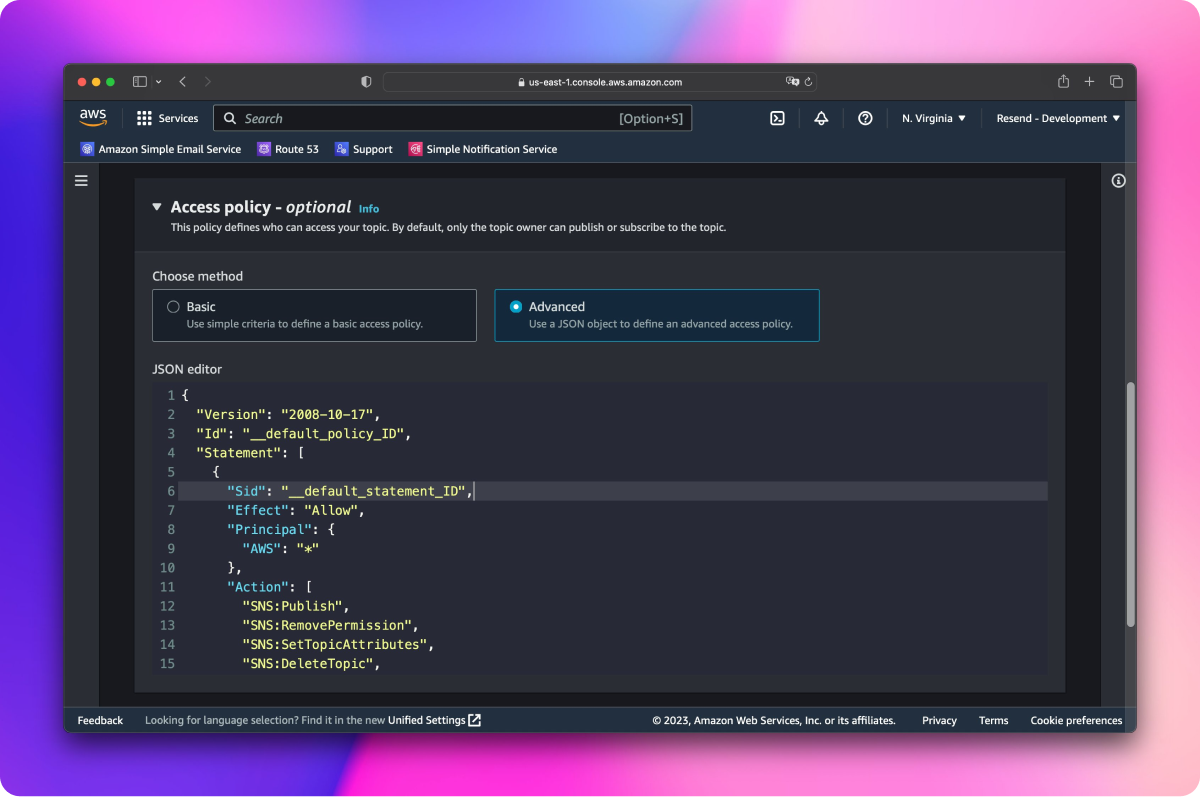 us-east-1.console.aws.amazon.com
aws Services Search [Option+S] N. Virginia ▼ Resend - Development ▼
Amazon Simple Email Service Route 53 Support Simple Notification Service
▼ Access policy - optional Info
This policy defines who can access your topic. By default, only the topic owner can publish or subscribe to the topic.
Choose method
Basic
Use simple criteria to define a basic access policy.
Advanced
Use a JSON object to define an advanced access policy.
JSON editor
1 {
2 "Version": "2008-10-17",
3 "Id": "__default_policy_ID",
4 "Statement": [
5 {
6 "Sid": "__default_statement_ID",
7 "Effect": "Allow",
8 "Principal": {
9 "AWS": "*"
10 },
11 "Action": [
12 "SNS:Publish",
13 "SNS:RemovePermission",
14 "SNS:SetTopicAttributes",
15 "SNS:DeleteTopic",
Feedback Looking for language selection? Find it in the new Unified Settings © 2023, Amazon Web Services, Inc. or its affiliates. Privacy Terms Cookie preferences